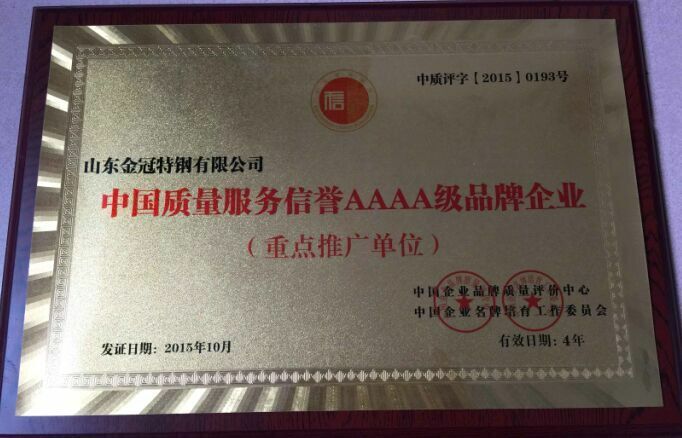 中质评字【2015】0193号
信
山东金冠特钢有限公司
中国质量服务信誉AAAA级品牌企业
（重点推广单位）
中国企业品牌质量评价中心
中国企业名牌培育工作委员会
发证日期：2015年10月
有效日期：4年